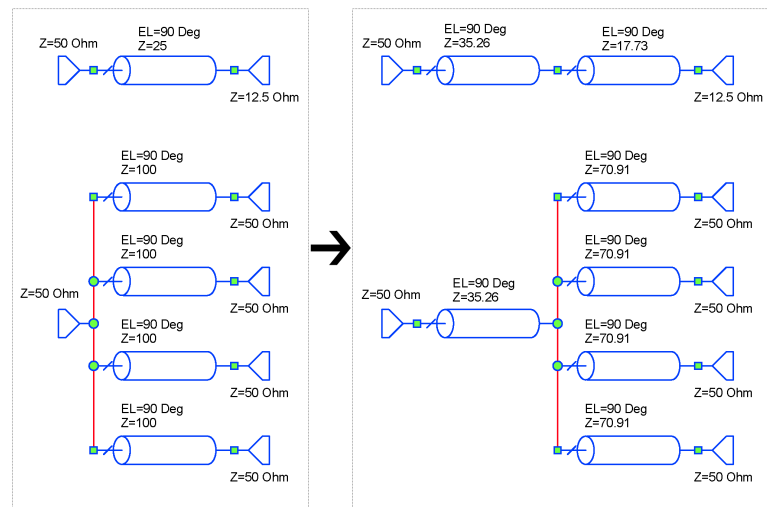 EL=90 Deg
Z=50 Ohm
Z=25
Z=12.5 Ohm
EL=90 Deg
Z=100
Z=50 Ohm
EL=90 Deg
Z=100
Z=50 Ohm
Z=50 Ohm
EL=90 Deg
Z=100
Z=50 Ohm
EL=90 Deg
Z=100
Z=50 Ohm
Z=50 Ohm
EL=90 Deg
Z=35.26
EL=90 Deg
Z=17.73
Z=12.5 Ohm
EL=90 Deg
Z=70.91
Z=50 Ohm
EL=90 Deg
Z=70.91
Z=50 Ohm
Z=50 Ohm
EL=90 Deg
Z=35.26
EL=90 Deg
Z=70.91
Z=50 Ohm
EL=90 Deg
Z=70.91
Z=50 Ohm